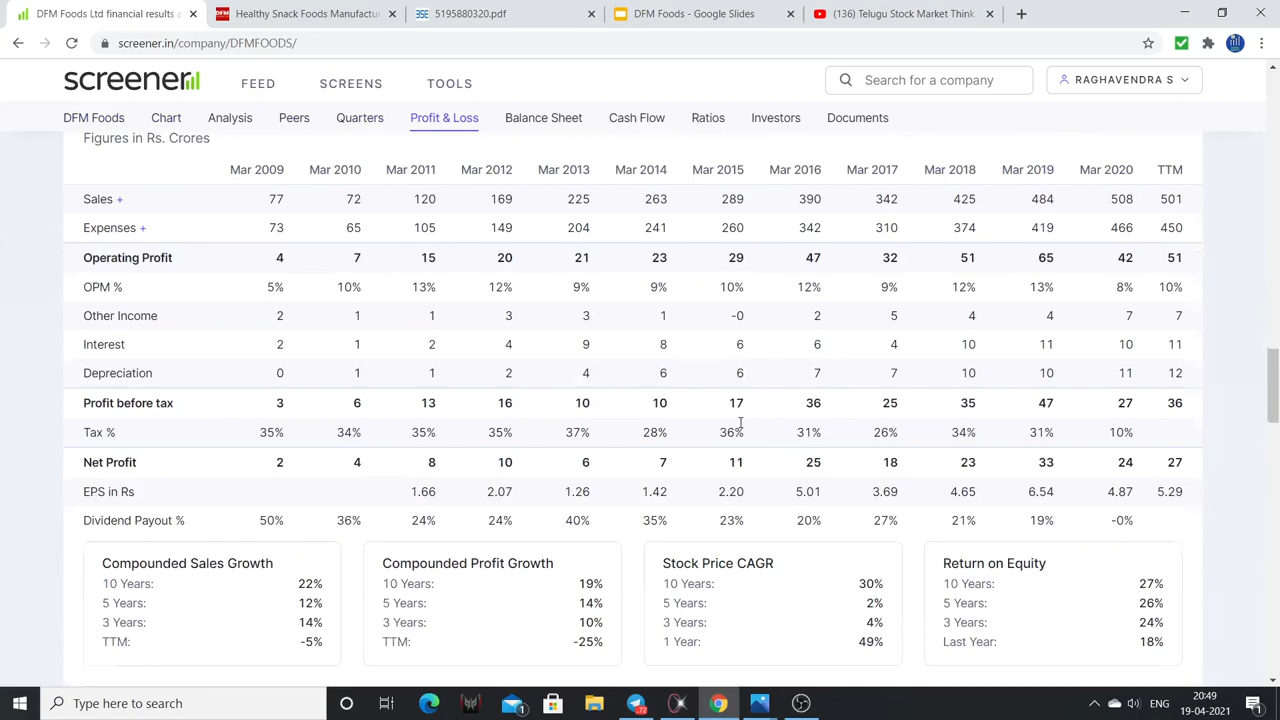 DFM Foods Ltd financial results a
Healthy Snack Foods Manufactur
5195880320.pdf
DFM Foods - Google Slides
(136) Telugu Stock Market Think
screener.in/company/DFMFOODS/
screener FEED SCREENS TOOLS Search for a company RAGHAVENDRA S
DFM Foods Chart Analysis Peers Quarters Profit & Loss Balance Sheet Cash Flow Ratios Investors Documents
Figures in Rs. Crores
Mar 2009 Mar 2010 Mar 2011 Mar 2012 Mar 2013 Mar 2014 Mar 2015 Mar 2016 Mar 2017 Mar 2018 Mar 2019 Mar 2020 TTM
Sales + 77 72 120 169 225 263 289 390 342 425 484 508 501
Expenses + 73 65 105 149 204 241 260 342 310 374 419 466 450
Operating Profit 4 7 15 20 21 23 29 47 32 51 65 42 51
OPM % 5% 10% 13% 12% 9% 9% 10% 12% 9% 12% 13% 8% 10%
Other Income 2 1 1 3 3 1 -0 2 5 4 4 7 7
Interest 2 1 2 4 9 8 6 6 4 10 11 10 11
Depreciation 0 1 1 2 4 6 6 7 7 10 10 11 12
Profit before tax 3 6 13 16 10 10 17 36 25 35 47 27 36
Tax % 35% 34% 35% 35% 37% 28% 36% 31% 26% 34% 31% 10%
Net Profit 2 4 8 10 6 7 11 25 18 23 33 24 27
EPS in Rs 1.66 2.07 1.26 1.42 2.20 5.01 3.69 4.65 6.54 4.87 5.29
Dividend Payout % 50% 36% 24% 24% 40% 35% 23% 20% 27% 21% 19% -0%
Compounded Sales Growth
10 Years: 22%
5 Years: 12%
3 Years: 14%
TTM: -5%
Compounded Profit Growth
10 Years: 19%
5 Years: 14%
3 Years: 10%
TTM: -25%
Stock Price CAGR
10 Years: 30%
5 Years: 2%
3 Years: 4%
1 Year: 49%
Return on Equity
10 Years: 27%
5 Years: 26%
3 Years: 24%
Last Year: 18%
Type here to search
ENG
20:49
19-04-2021